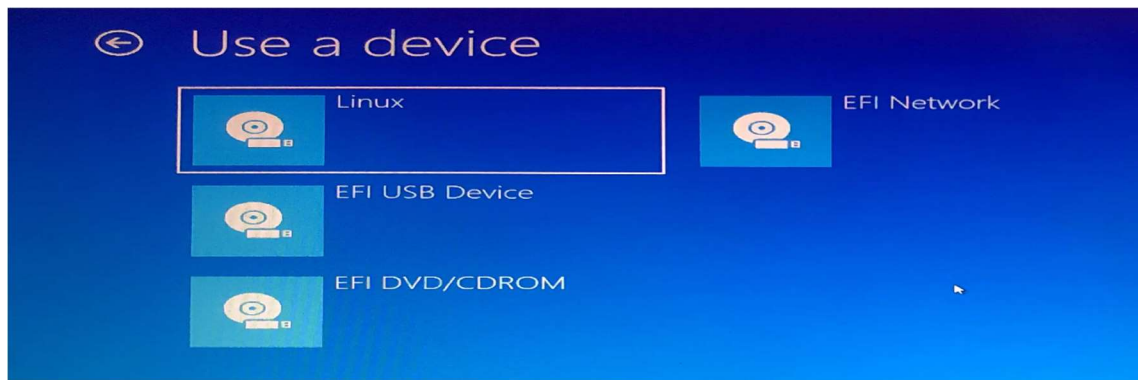 Use a device
Linux
EFI Network
EFI USB Device
EFI DVD/CDROM